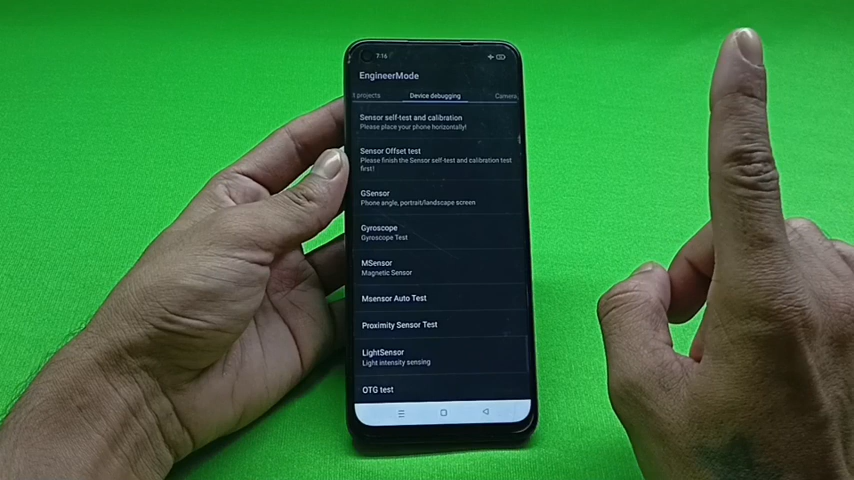 7:16
EngineerMode
t projects
Device debugging
Camera
Sensor self-test and calibration
Please place your phone horizontally!
Sensor Offset test
Please finish the Sensor self-test and calibration test
first!
GSensor
Phone angle, portrait/landscape screen
Gyroscope
Gyroscope Test
MSensor
Magnetic Sensor
Msensor Auto Test
Proximity Sensor Test
LightSensor
Light intensity sensing
OTG test